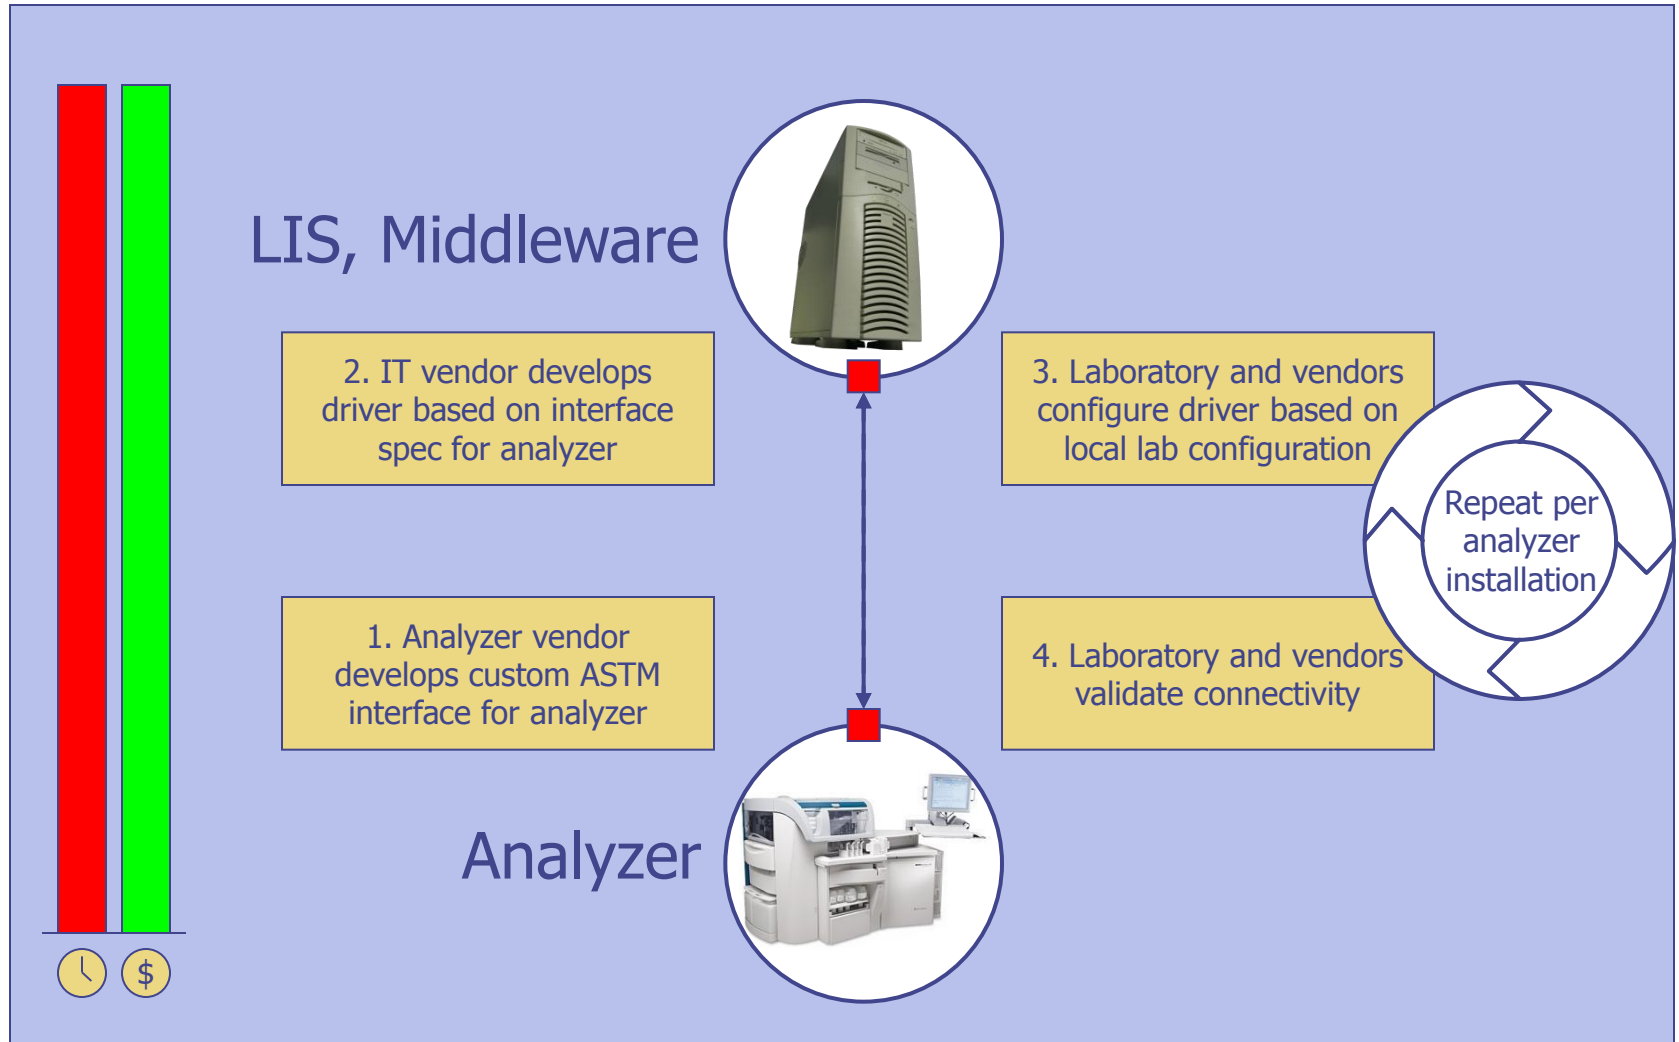 LIS, Middleware
2. IT vendor develops
driver based on interface
spec for analyzer
3. Laboratory and vendors
configure driver based on
local lab configuration
Repeat per
analyzer
installation
1. Analyzer vendor
develops custom ASTM
interface for analyzer
4. Laboratory and vendors
validate connectivity
Analyzer
$